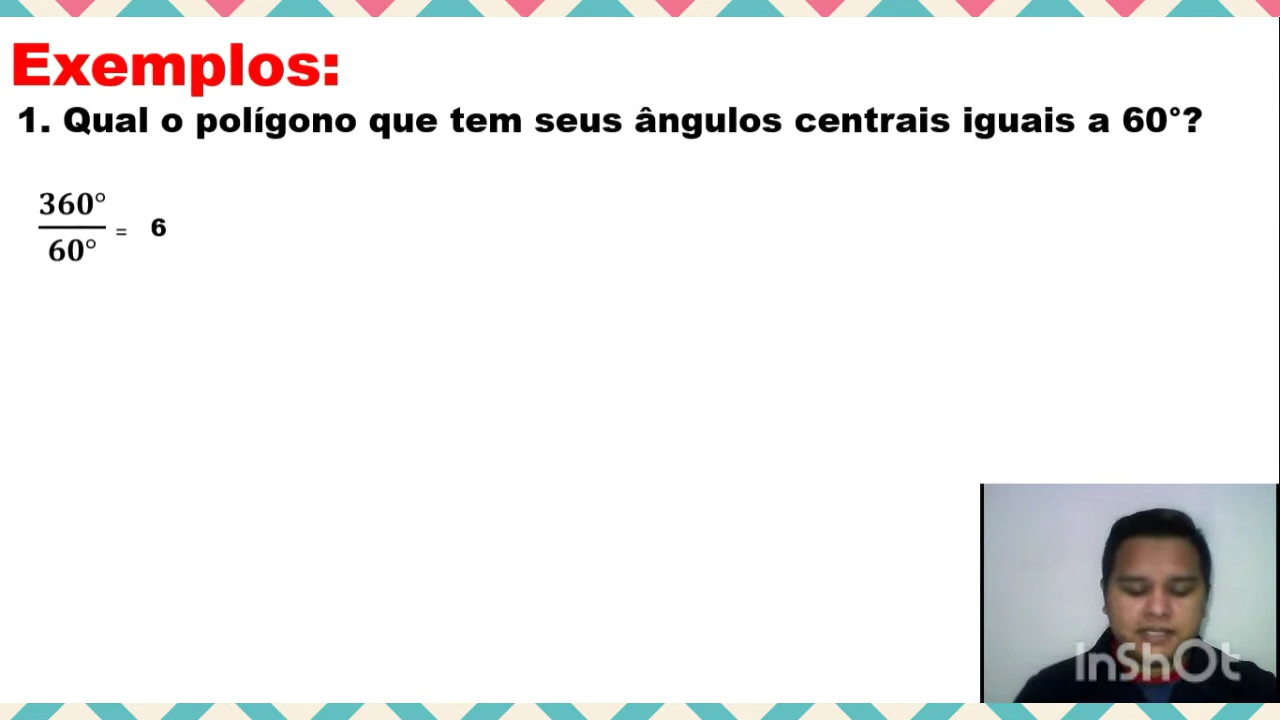 Exemplos:
1. Qual o polígono que tem seus ângulos centrais iguais a 60°?
360°
60°
= 6
InShOt